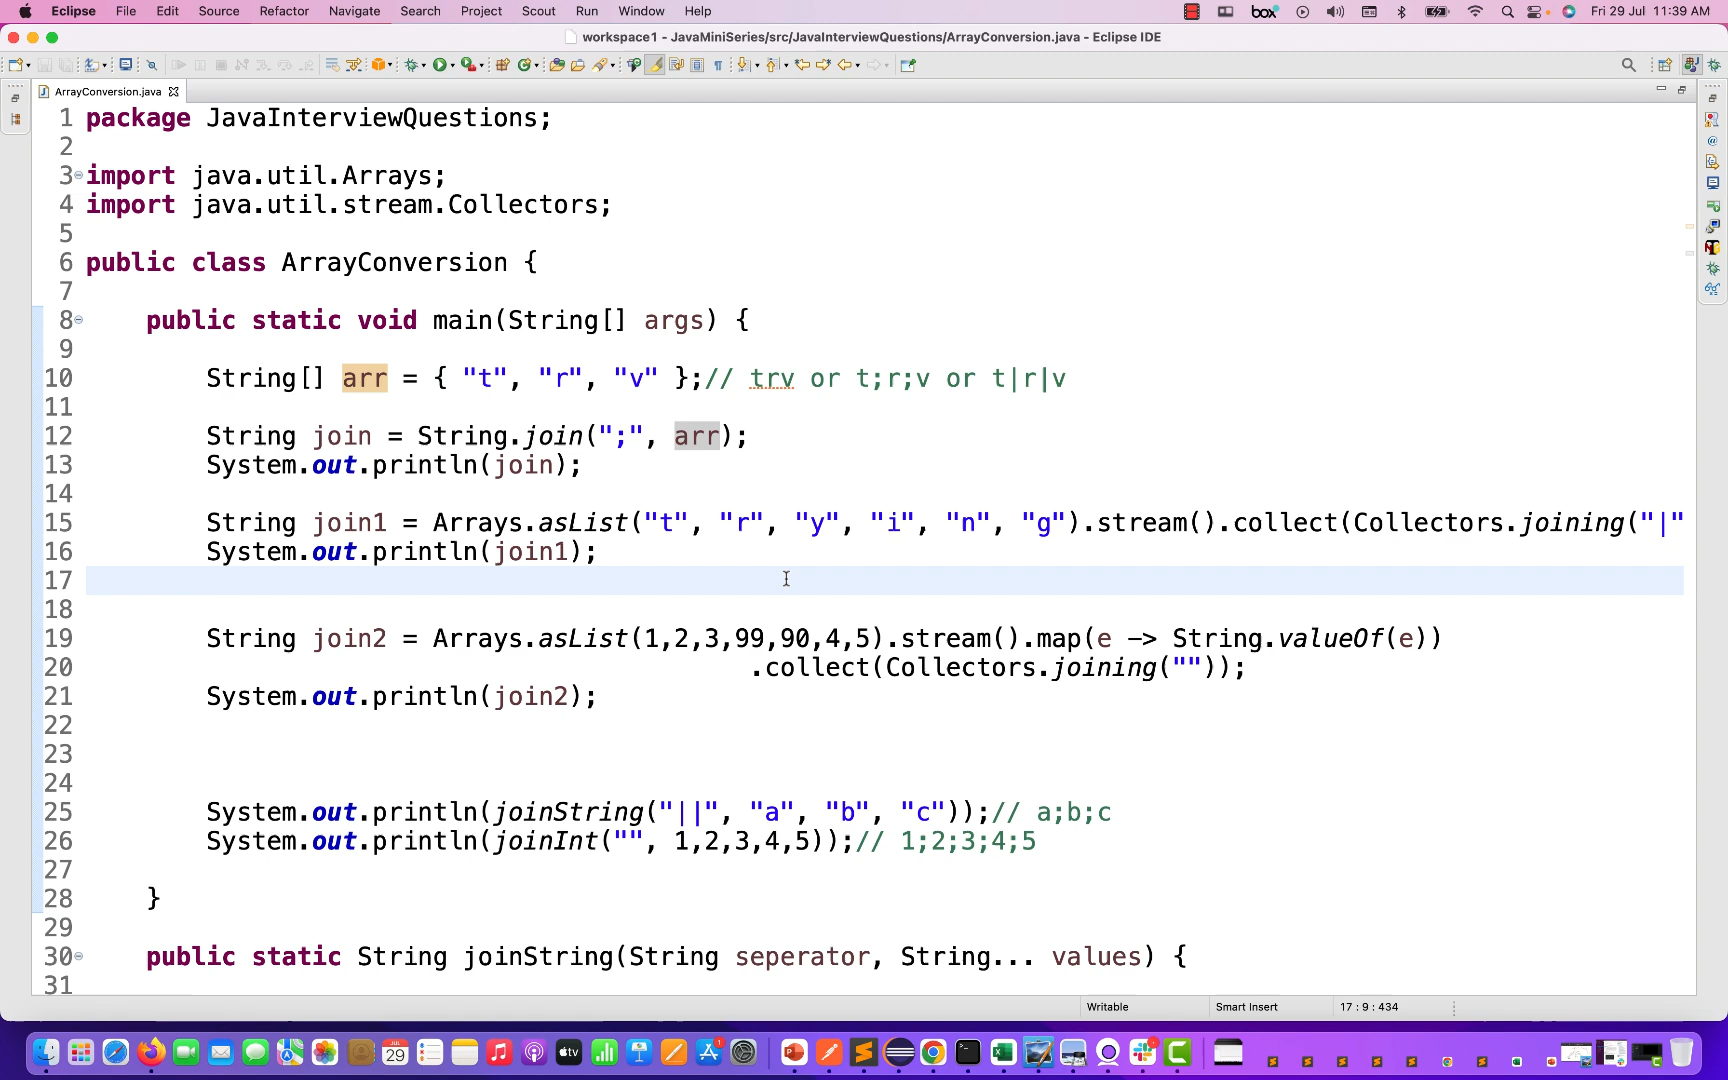 Eclipse File Edit Source Refactor Navigate Search Project Scout Run Window Help box Fri 29 Jul 11:39 AM
workspace1 - JavaMiniSeries/src/JavaInterviewQuestions/ArrayConversion.java - Eclipse IDE
ArrayConversion.java
1 package JavaInterviewQuestions;
2
3 import java.util.Arrays;
4 import java.util.stream.Collectors;
5
6 public class ArrayConversion {
7
8 public static void main(String[] args) {
9
10 String[] arr = { "t", "r", "v" };// trv or t;r;v or t|r|v
11
12 String join = String.join(";", arr);
13 System.out.println(join);
14
15 String join1 = Arrays.asList("t", "r", "y", "i", "n", "g").stream().collect(Collectors.joining("|"
16 System.out.println(join1);
17
18
19 String join2 = Arrays.asList(1,2,3,99,90,4,5).stream().map(e -> String.valueOf(e))
20 .collect(Collectors.joining(""));
21 System.out.println(join2);
22
23
24
25 System.out.println(joinString("||", "a", "b", "c"));// a;b;c
26 System.out.println(joinInt("", 1,2,3,4,5));// 1;2;3;4;5
27
28 }
29
30 public static String joinString(String seperator, String... values) {
31
Writable Smart Insert 17 : 9 : 434
29
tv